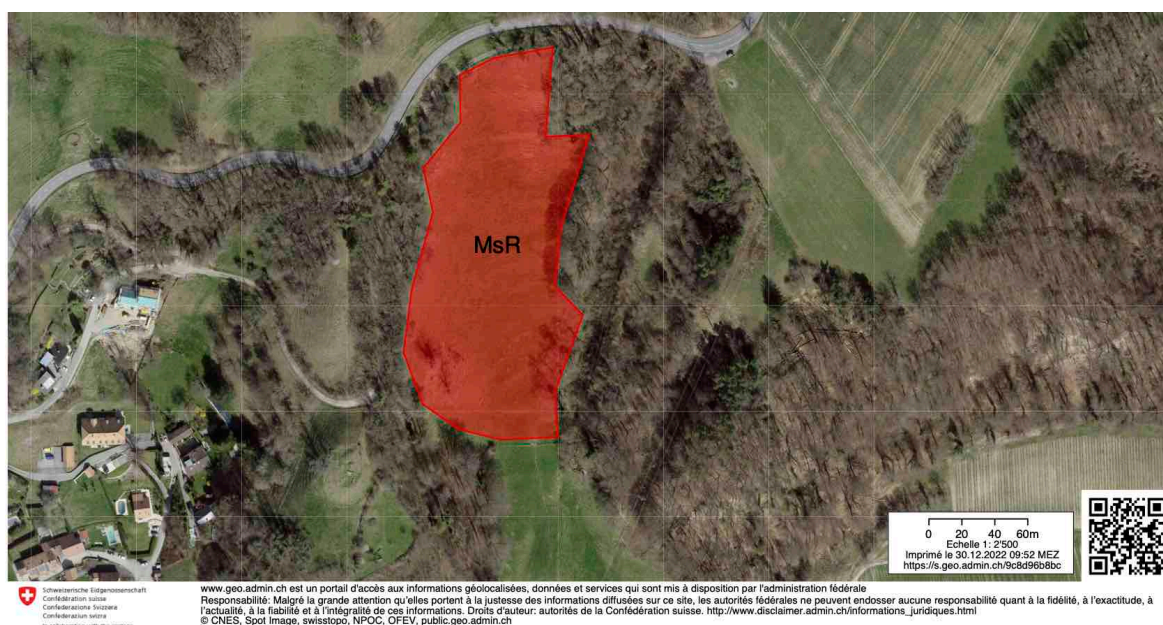 MsR
0 20 40 60m
Echelle 1: 2'500
Imprimé le 30.12.2022 09:52 MEZ
https://s.geo.admin.ch/9c8d96b8bc
Schweizerische Eidgenossenschaft
Confédération suisse
Confederazione Svizzera
Confederaziun svizra
www.geo.admin.ch est un portail d'accès aux informations géolocalisées, données et services qui sont mis à disposition par l'administration fédérale
Responsabilité: Malgré la grande attention qu'elles portent à la justesse des informations diffusées sur ce site, les autorités fédérales ne peuvent endosser aucune responsabilité quant à la fidélité, à l'exactitude, à
l'actualité, à la fiabilité et à l'intégralité de ces informations. Droits d'auteur: autorités de la Confédération suisse. http://www.disclaimer.admin.ch/informations_juridiques.html
© CNES, Spot Image, swisstopo, NPOC, OFEV, public.geo.admin.ch